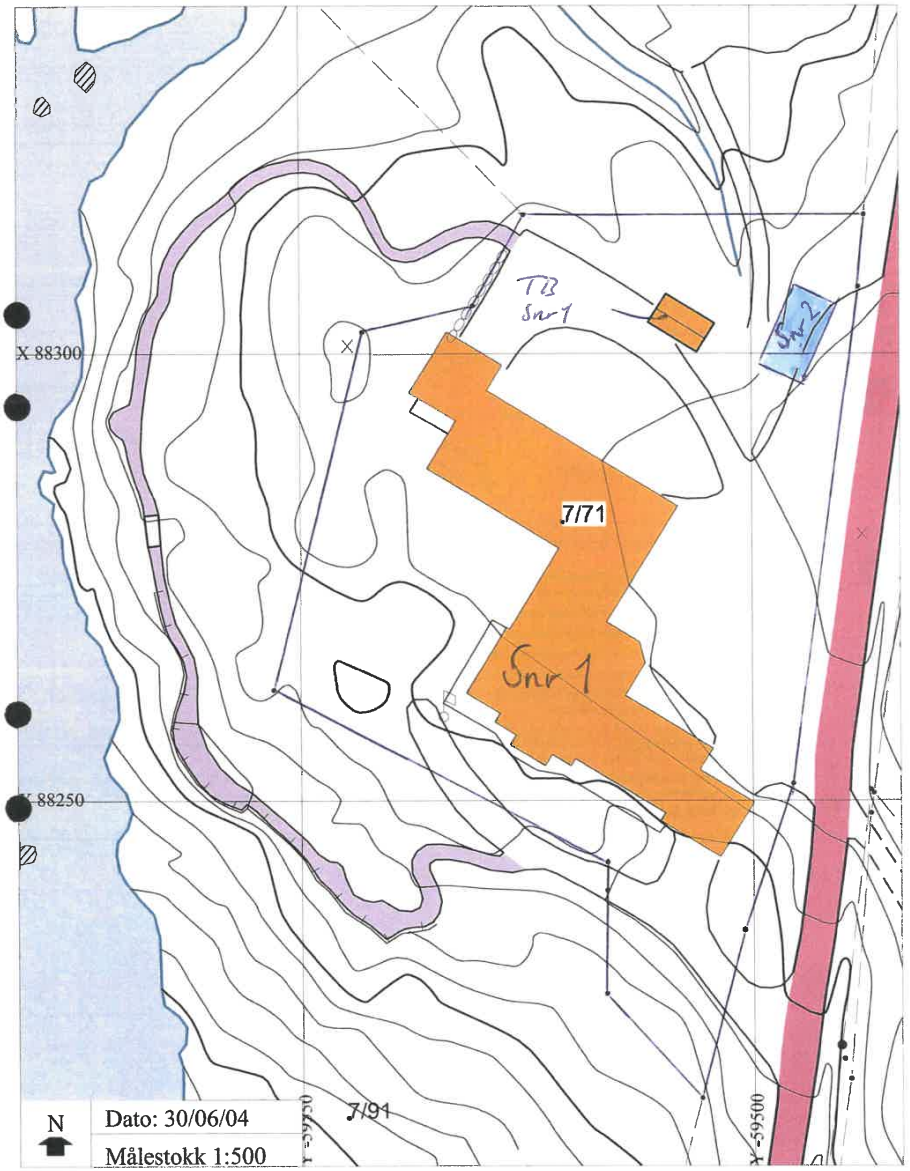 TB
Snr 1
Snr 2
X 88300
7/71
Snr 1
X 88250
Y -59550
7/91
Y -59500
N
Dato: 30/06/04
Målestokk 1:500